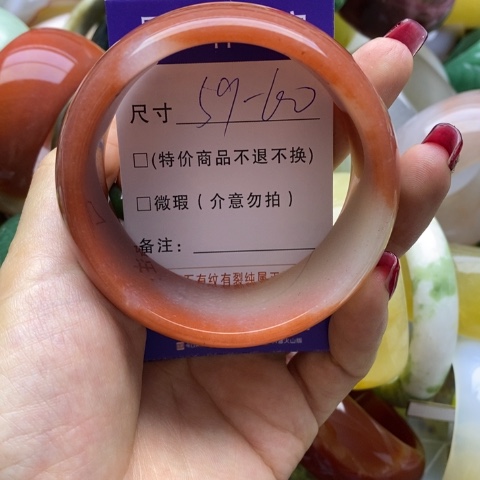 尺寸 59-60
□(特价商品不退不换)
□微瑕(介意勿拍)
备注: